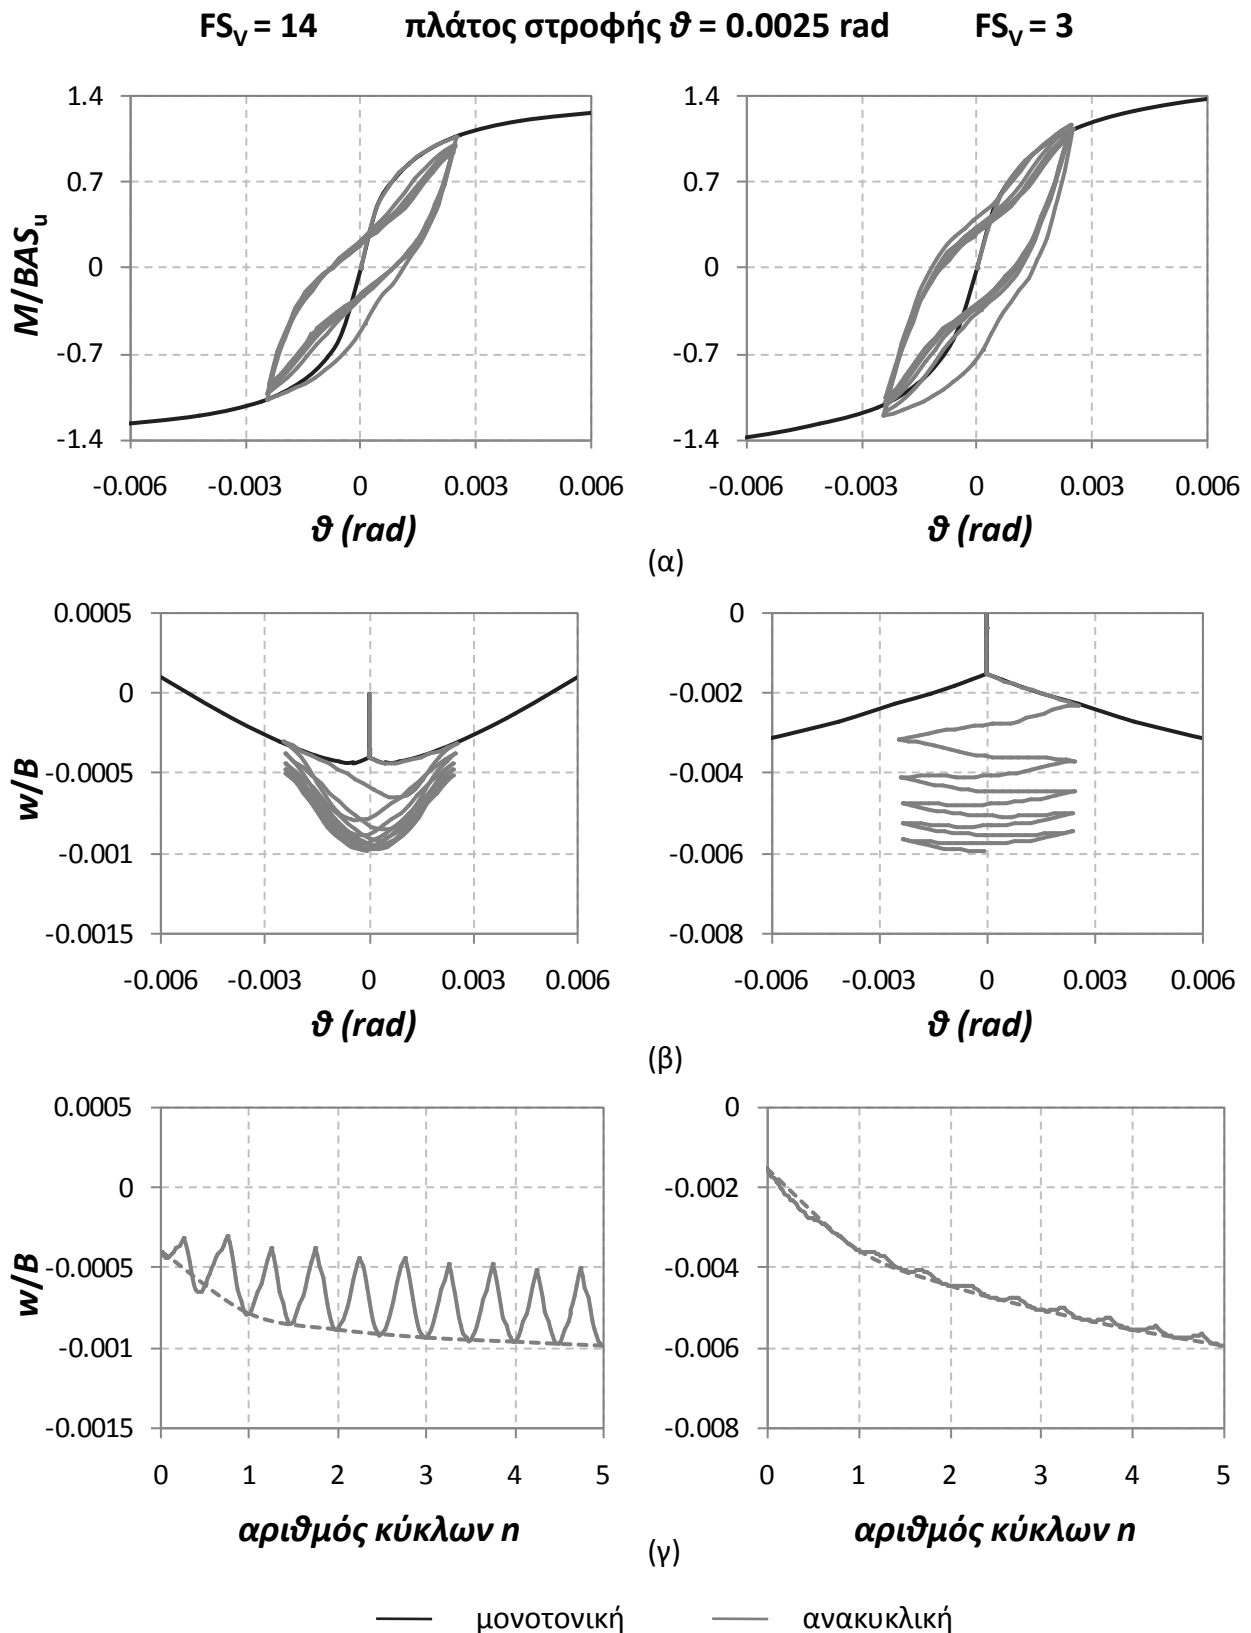 FSV = 14 πλάτος στροφής ϑ = 0.0025 rad FSV = 3
1.4
0.7
0
-0.7
-1.4
M/BASu
-0.006 -0.003 0 0.003 0.006
ϑ (rad)
1.4
0.7
0
-0.7
-1.4
-0.006 -0.003 0 0.003 0.006
ϑ (rad)
(α)
0.0005
0
-0.0005
-0.001
-0.0015
w/B
-0.006 -0.003 0 0.003 0.006
ϑ (rad)
0
-0.002
-0.004
-0.006
-0.008
-0.006 -0.003 0 0.003 0.006
ϑ (rad)
(β)
0.0005
0
-0.0005
-0.001
-0.0015
w/B
0 1 2 3 4 5
αριϑμός κύκλων n
0
-0.002
-0.004
-0.006
-0.008
0 1 2 3 4 5
αριϑμός κύκλων n
(γ)
μονοτονική ανακυκλική